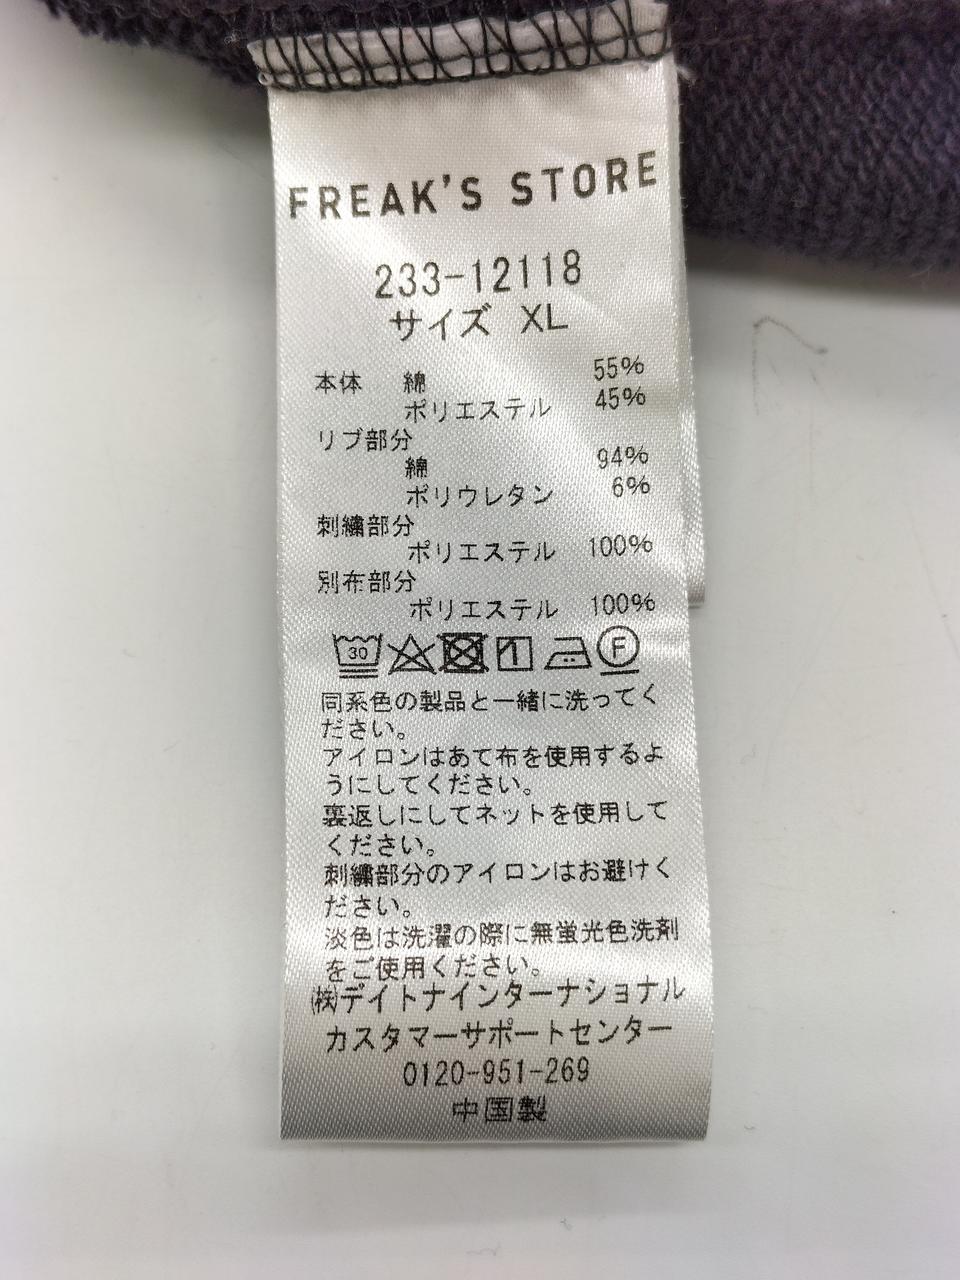 FREAK'S STORE
233-12118
サイズ XL
本体 綿 55%
ポリエステル 45%
リブ部分
綿 94%
ポリウレタン 6%
刺繍部分
ポリエステル 100%
別布部分
ポリエステル 100%
30 F
同系色の製品と一緒に洗ってく
ださい。
アイロンはあて布を使用するよ
うにしてください。
裏返しにしてネットを使用して
ください。
刺繍部分のアイロンはお避けく
ださい。
淡色は洗濯の際に無蛍光色洗剤
をご使用ください。
㈱デイトナインターナショナル
カスタマーサポートセンター
0120-951-269
中国製